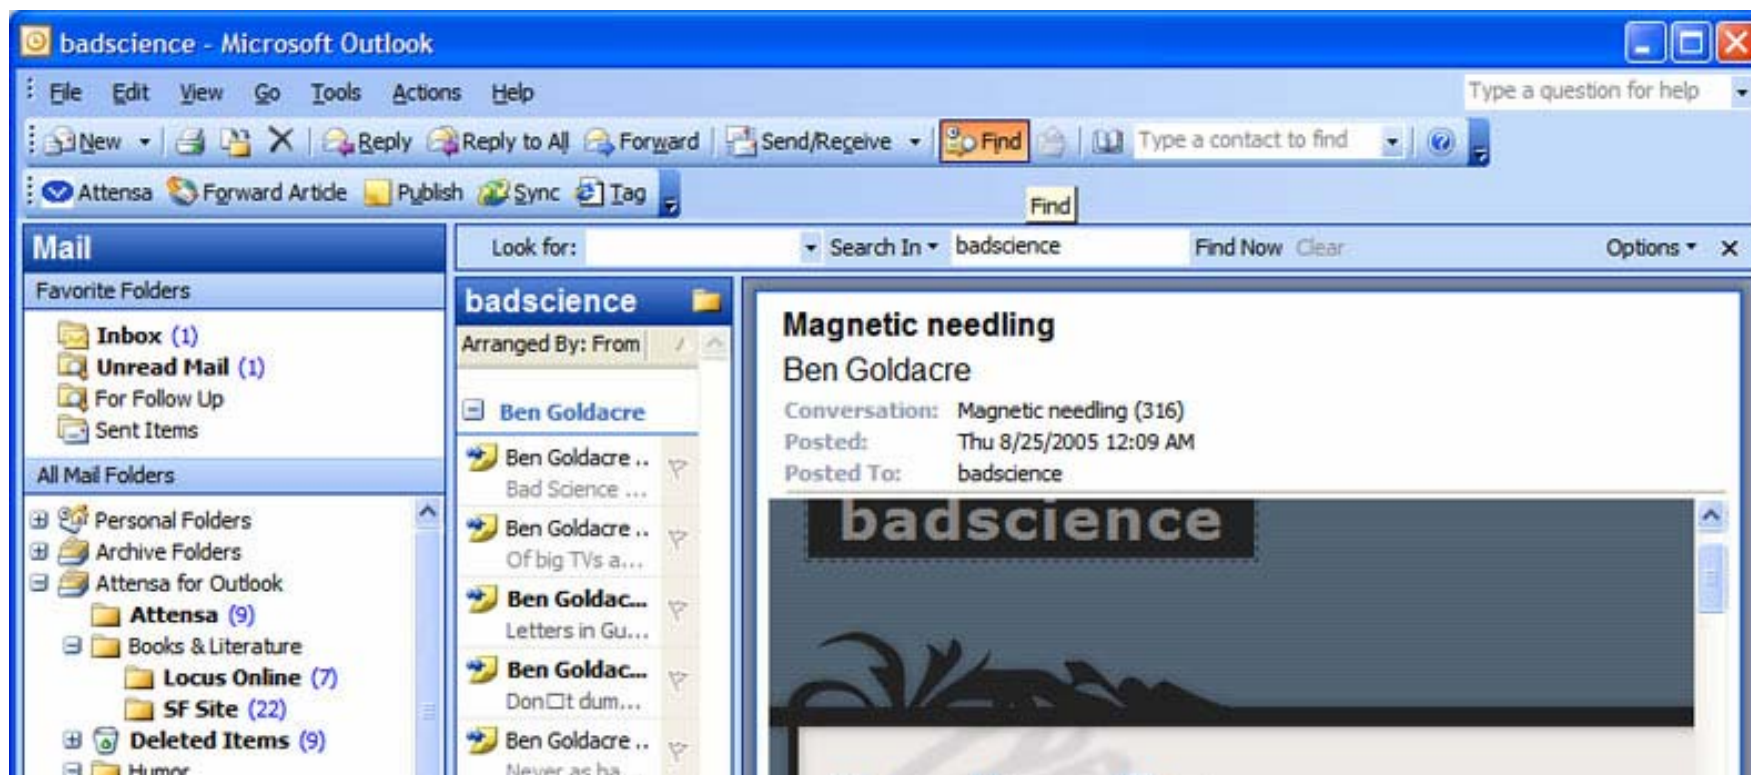 badscience - Microsoft Outlook
File Edit View Go Tools Actions Help Type a question for help
New Reply Reply to All Forward Send/Receive Find Type a contact to find
Attensa Forward Article Publish Sync Tag
Find
Mail
Look for: Search In badscience Find Now Clear Options
Favorite Folders
Inbox (1)
Unread Mail (1)
For Follow Up
Sent Items
All Mail Folders
Personal Folders
Archive Folders
Attensa for Outlook
Attensa (9)
Books & Literature
Locus Online (7)
SF Site (22)
Deleted Items (9)
Humor
badscience
Arranged By: From
Ben Goldacre
Ben Goldacre ..
Bad Science ...
Ben Goldacre ..
Of big TVs a...
Ben Goldac...
Letters in Gu...
Ben Goldac...
Don□t dum...
Ben Goldacre ..
Never as ba...
Magnetic needling
Ben Goldacre
Conversation: Magnetic needling (316)
Posted: Thu 8/25/2005 12:09 AM
Posted To: badscience
badscience